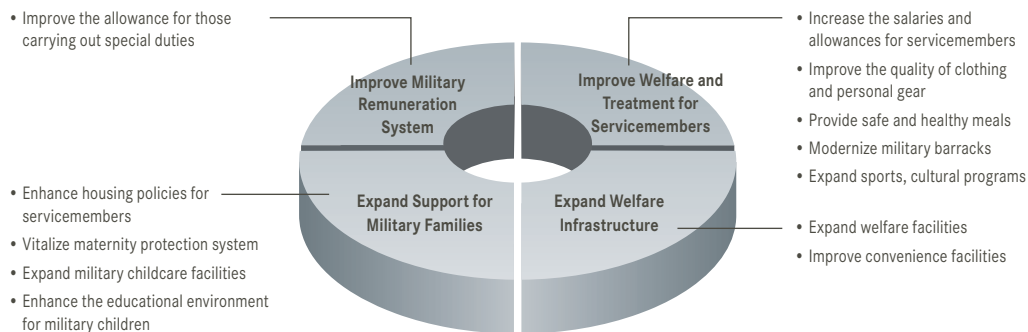 • Improve the allowance for those
carrying out special duties
Improve Military
Remuneration
System
Improve Welfare and
Treatment for
Servicemembers
• Increase the salaries and
allowances for servicemembers
• Improve the quality of clothing
and personal gear
• Provide safe and healthy meals
• Modernize military barracks
• Expand sports, cultural programs
• Enhance housing policies for
servicemembers
• Vitalize maternity protection system
• Expand military childcare facilities
• Enhance the educational environment
for military children
Expand Support for
Military Families
Expand Welfare
Infrastructure
• Expand welfare facilities
• Improve convenience facilities